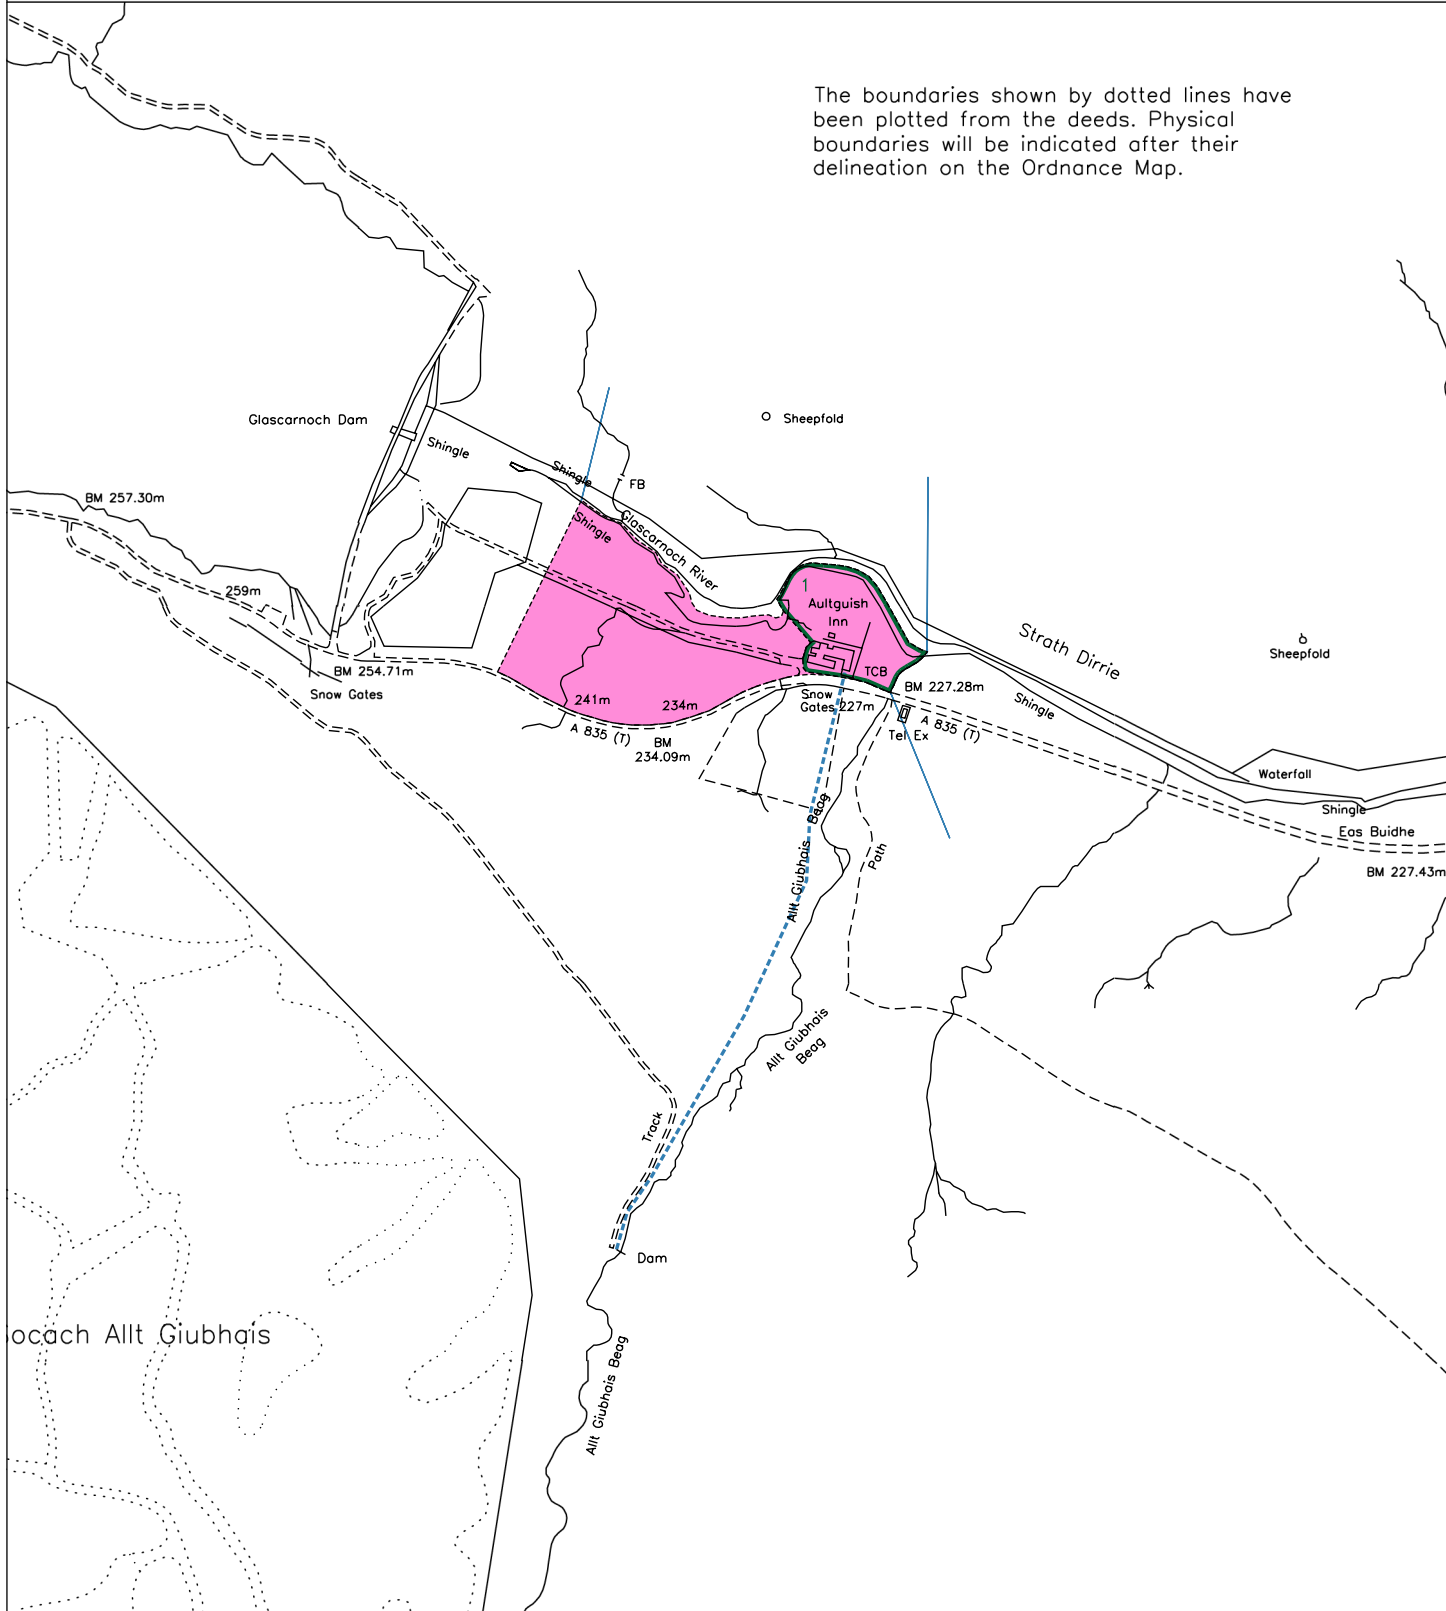 The boundaries shown by dotted lines have
been plotted from the deeds. Physical
boundaries will be indicated after their
delineation on the Ordnance Map.
Glascarnoch Dam
Sheepfold
Shingle
Shingle
FB
BM 257.30m
Shingle
Glascarnoch River
259m
1
Aultguish
Inn
Strath Dirrie
Sheepfold
BM 254.71m
TCB
BM 227.28m
Snow Gates
241m
234m
Snow
Gates
227m
Shingle
A 835 (T)
BM
234.09m
Tel Ex
A 835 (T)
Waterfall
Shingle
Eas Buidhe
BM 227.43m
Allt Giubhais
Beag
Path
Allt Giubhais
Beag
Track
Dam
Allt Giubhais
Allt Giubhais Beag